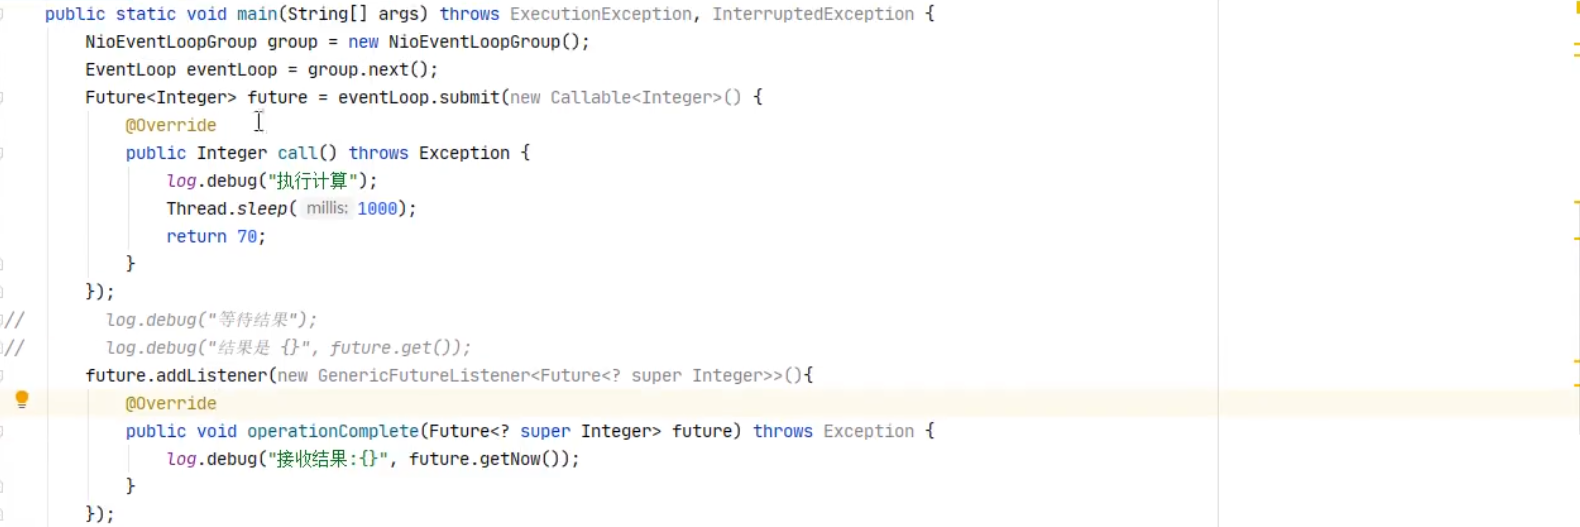 public static void main(String[] args) throws ExecutionException, InterruptedException {
NioEventLoopGroup group = new NioEventLoopGroup();
EventLoop eventLoop = group.next();
Future<Integer> future = eventLoop.submit(new Callable<Integer>() {
@Override
public Integer call() throws Exception {
log.debug("执行计算");
Thread.sleep( millis: 1000);
return 70;
}
});
// log.debug("等待结果");
// log.debug("结果是 {}", future.get());
future.addListener(new GenericFutureListener<Future<? super Integer>>(){
@Override
public void operationComplete(Future<? super Integer> future) throws Exception {
log.debug("接收结果:{}", future.getNow());
}
});